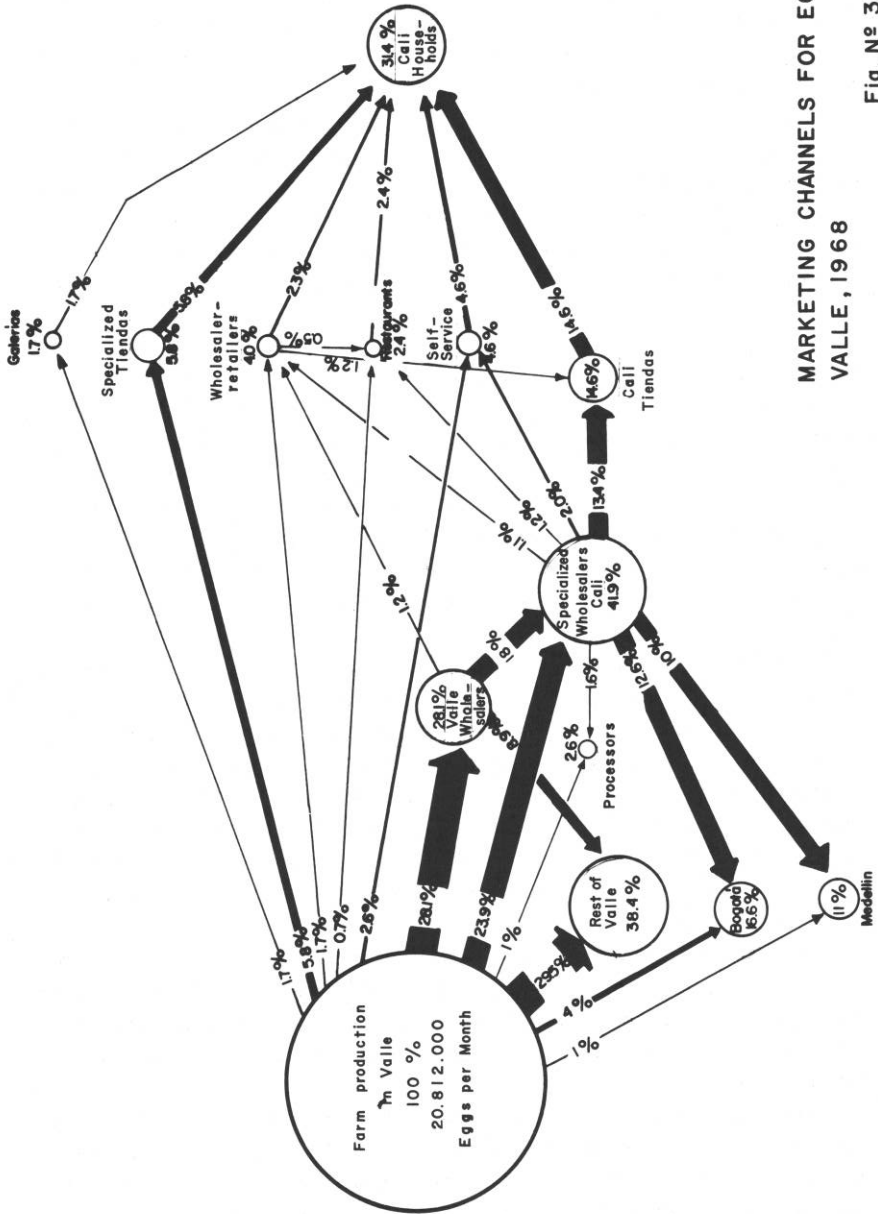 Galerias
1.7 %
1.7%
Specialized
Tiendas
5.8 %
5.8%
Wholesaler-
retailers
4.0 %
2.3%
0.5%
1.2%
Restaurants
2.4 %
2.4%
Self-
Service
4.6 %
4.6%
14.6%
Cali
Tiendas
14.6 %
31.4 %
Cali
House-
holds
1.1%
1.2%
2.0%
13.4%
Specialized
Wholesalers
Cali
41.9%
1.2%
18%
28.1%
Valle
Whole-
salers
8.9%
1.6%
12.6%
10%
2.6%
Processors
Rest of
Valle
38.4 %
Bogotá
16.6%
11 %
Medellin
1.7%
5.8%
1.7%
0.7%
2.6%
28.1%
23.9%
1%
29.5%
4%
1%
Farm production
in Valle
100 %
20.812.000
Eggs per Month
MARKETING CHANNELS FOR
VALLE, 1968
Fig. Nº 3